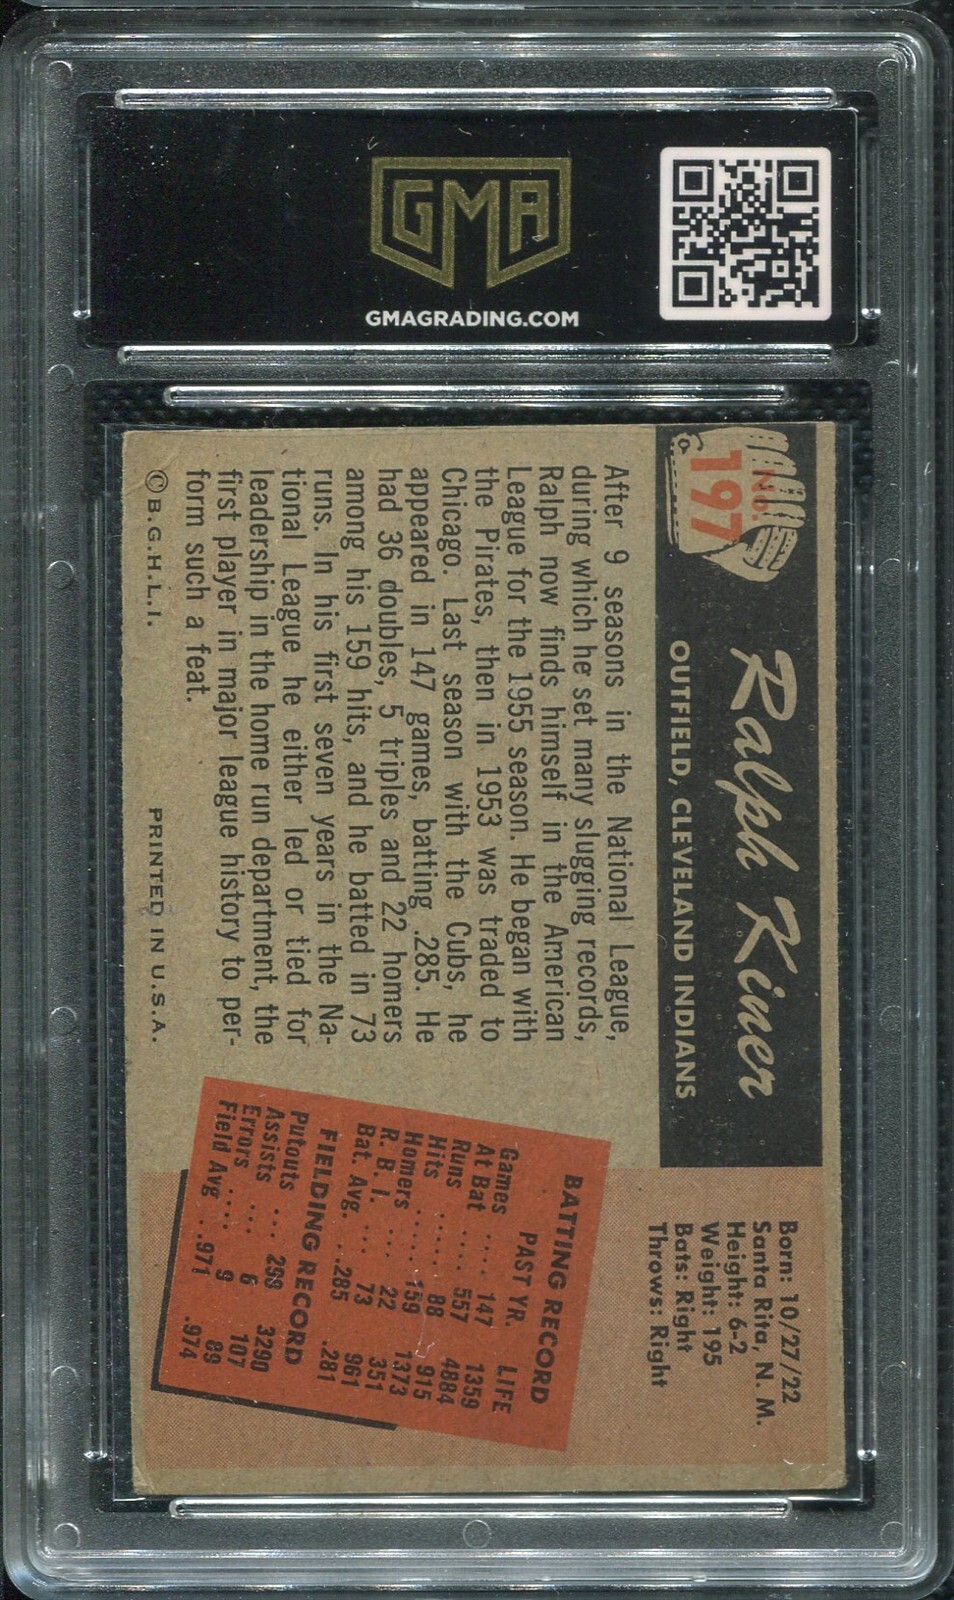 GMA
GMAGRADING.COM
No.
197
Ralph Kiner
OUTFIELD, CLEVELAND INDIANS
After 9 seasons in the National League,
during which he set many slugging records,
Ralph now finds himself in the American
League for the 1955 season. He began with
the Pirates, then in 1953 was traded to
Chicago. Last season with the Cubs, he
appeared in 147 games, batting .285. He
had 36 doubles, 5 triples and 22 homers
among his 159 hits, and he batted in 73
runs. In his first seven years in the Na-
tional League he either led or tied for
leadership in the home run department, the
first player in major league history to per-
form such a feat.
© B.G.H.L.I. PRINTED IN U.S.A.
Born: 10/27/22
Santa Rita, N. M.
Height: 6-2
Weight: 195
Bats: Right
Throws: Right
BATTING RECORD
PAST YR. LIFE
Games .... 147 1359
At Bat .... 557 4884
Runs ..... 88 915
Hits ..... 159 1373
Homers .... 22 351
R. B. I. ... 73 961
Bat. Avg. ... .285 .281
FIELDING RECORD
Putouts ... 298 3290
Assists ... 6 107
Errors .... 9 89
Field Avg ...971 .974